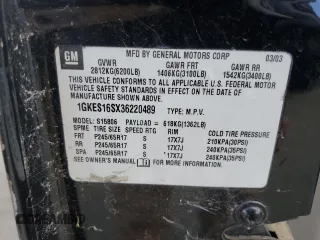 GM
MFD BY GENERAL MOTORS CORP 03/03
GVWR GAWR FRT GAWR RR
2812KG(6200LB) 1406KG(3100LB) 1542KG(3400LB)
THIS VEHICLE CONFORMS TO ALL APPLICABLE U.S. FEDERAL MOTOR
VEHICLE SAFETY STANDARDS IN EFFECT ON THE DATE OF
MANUFACTURE SHOWN ABOVE.
1GKES16SX36220489 TYPE: M.P.V.
MODEL: S15806 PAYLOAD = 618KG(1362LB)
SPME TIRE SIZE SPEED RTG RIM COLD TIRE PRESSURE
FRT P245/65R17 S 17X7J 210KPA(30PSI)
RR P245/65R17 S 17X7J 240KPA(35PSI)
SPA P245/65R17 S 17X7J 240KPA(35PSI)
SEE OWNER'S MANUAL FOR MORE INFORMATION.